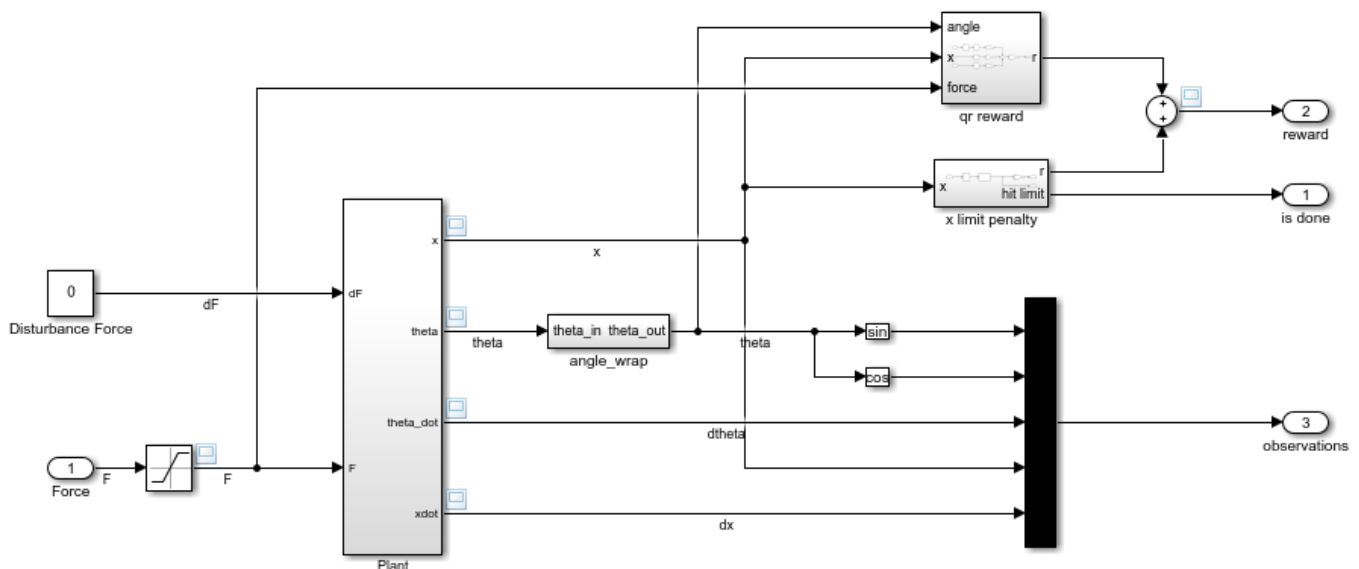 angle
x
r
force
qr reward
+
+
2
reward
x
r
hit limit
x limit penalty
1
is done
x
x
0
dF
dF
Disturbance Force
theta
theta
theta_in theta_out
angle_wrap
theta
sin
cos
theta_dot
dtheta
3
observations
1
Force
F
F
F
xdot
dx
Plant